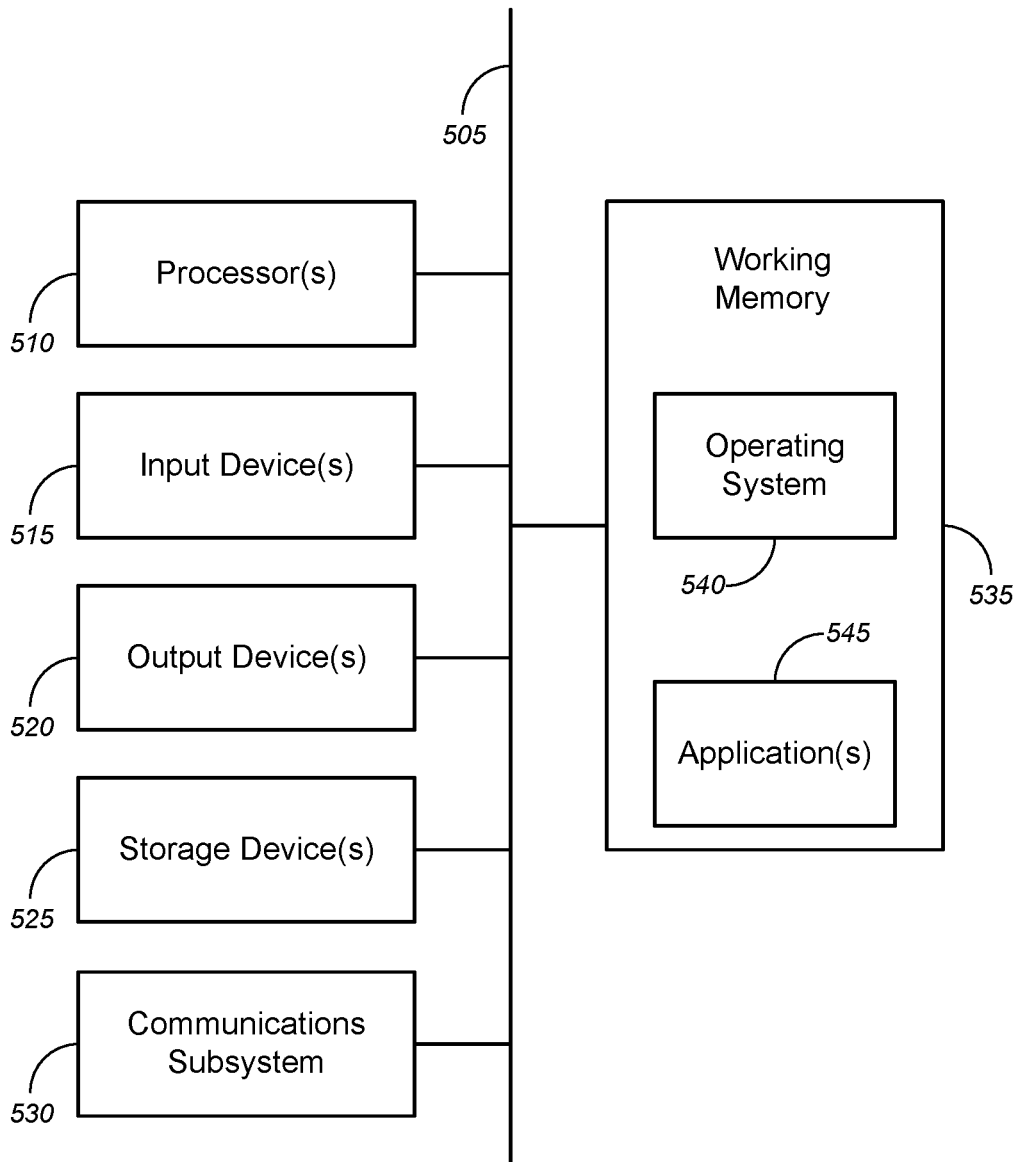 505
Processor(s)
510
Input Device(s)
515
Output Device(s)
520
Storage Device(s)
525
Communications
Subsystem
530
Working
Memory
Operating
System
540
535
545
Application(s)